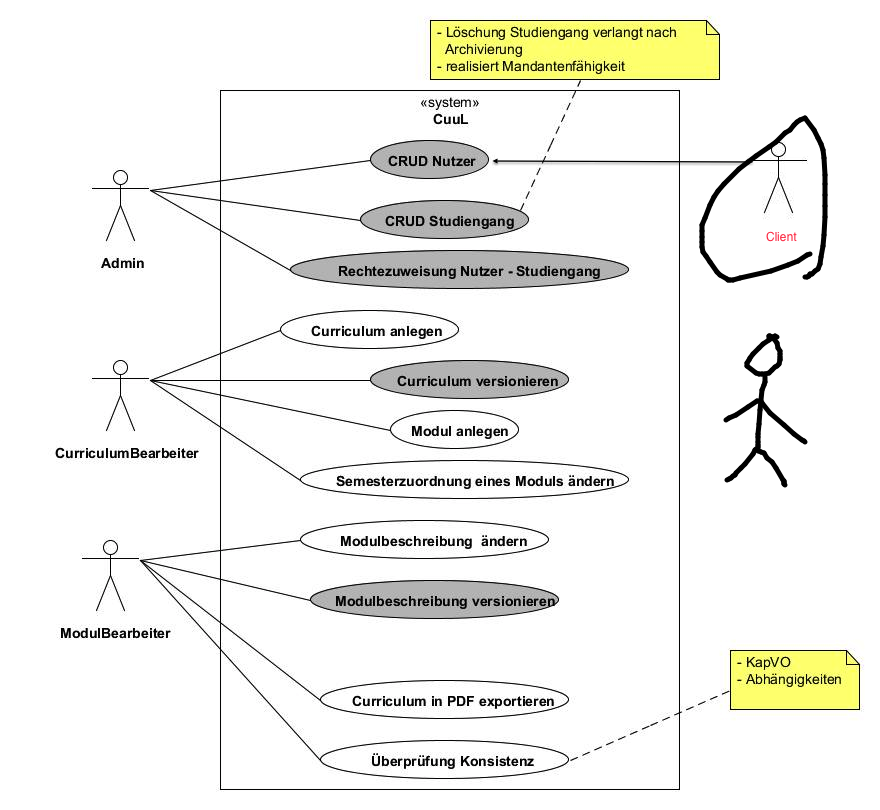 - Löschung Studiengang verlangt nach
Archivierung
- realisiert Mandantenfähigkeit
«system»
CuuL
CRUD Nutzer
CRUD Studiengang
Rechtezuweisung Nutzer - Studiengang
Admin
Client
Curriculum anlegen
Curriculum versionieren
Modul anlegen
Semesterzuordnung eines Moduls ändern
CurriculumBearbeiter
Modulbeschreibung ändern
Modulbeschreibung versionieren
ModulBearbeiter
Curriculum in PDF exportieren
Überprüfung Konsistenz
- KapVO
- Abhängigkeiten